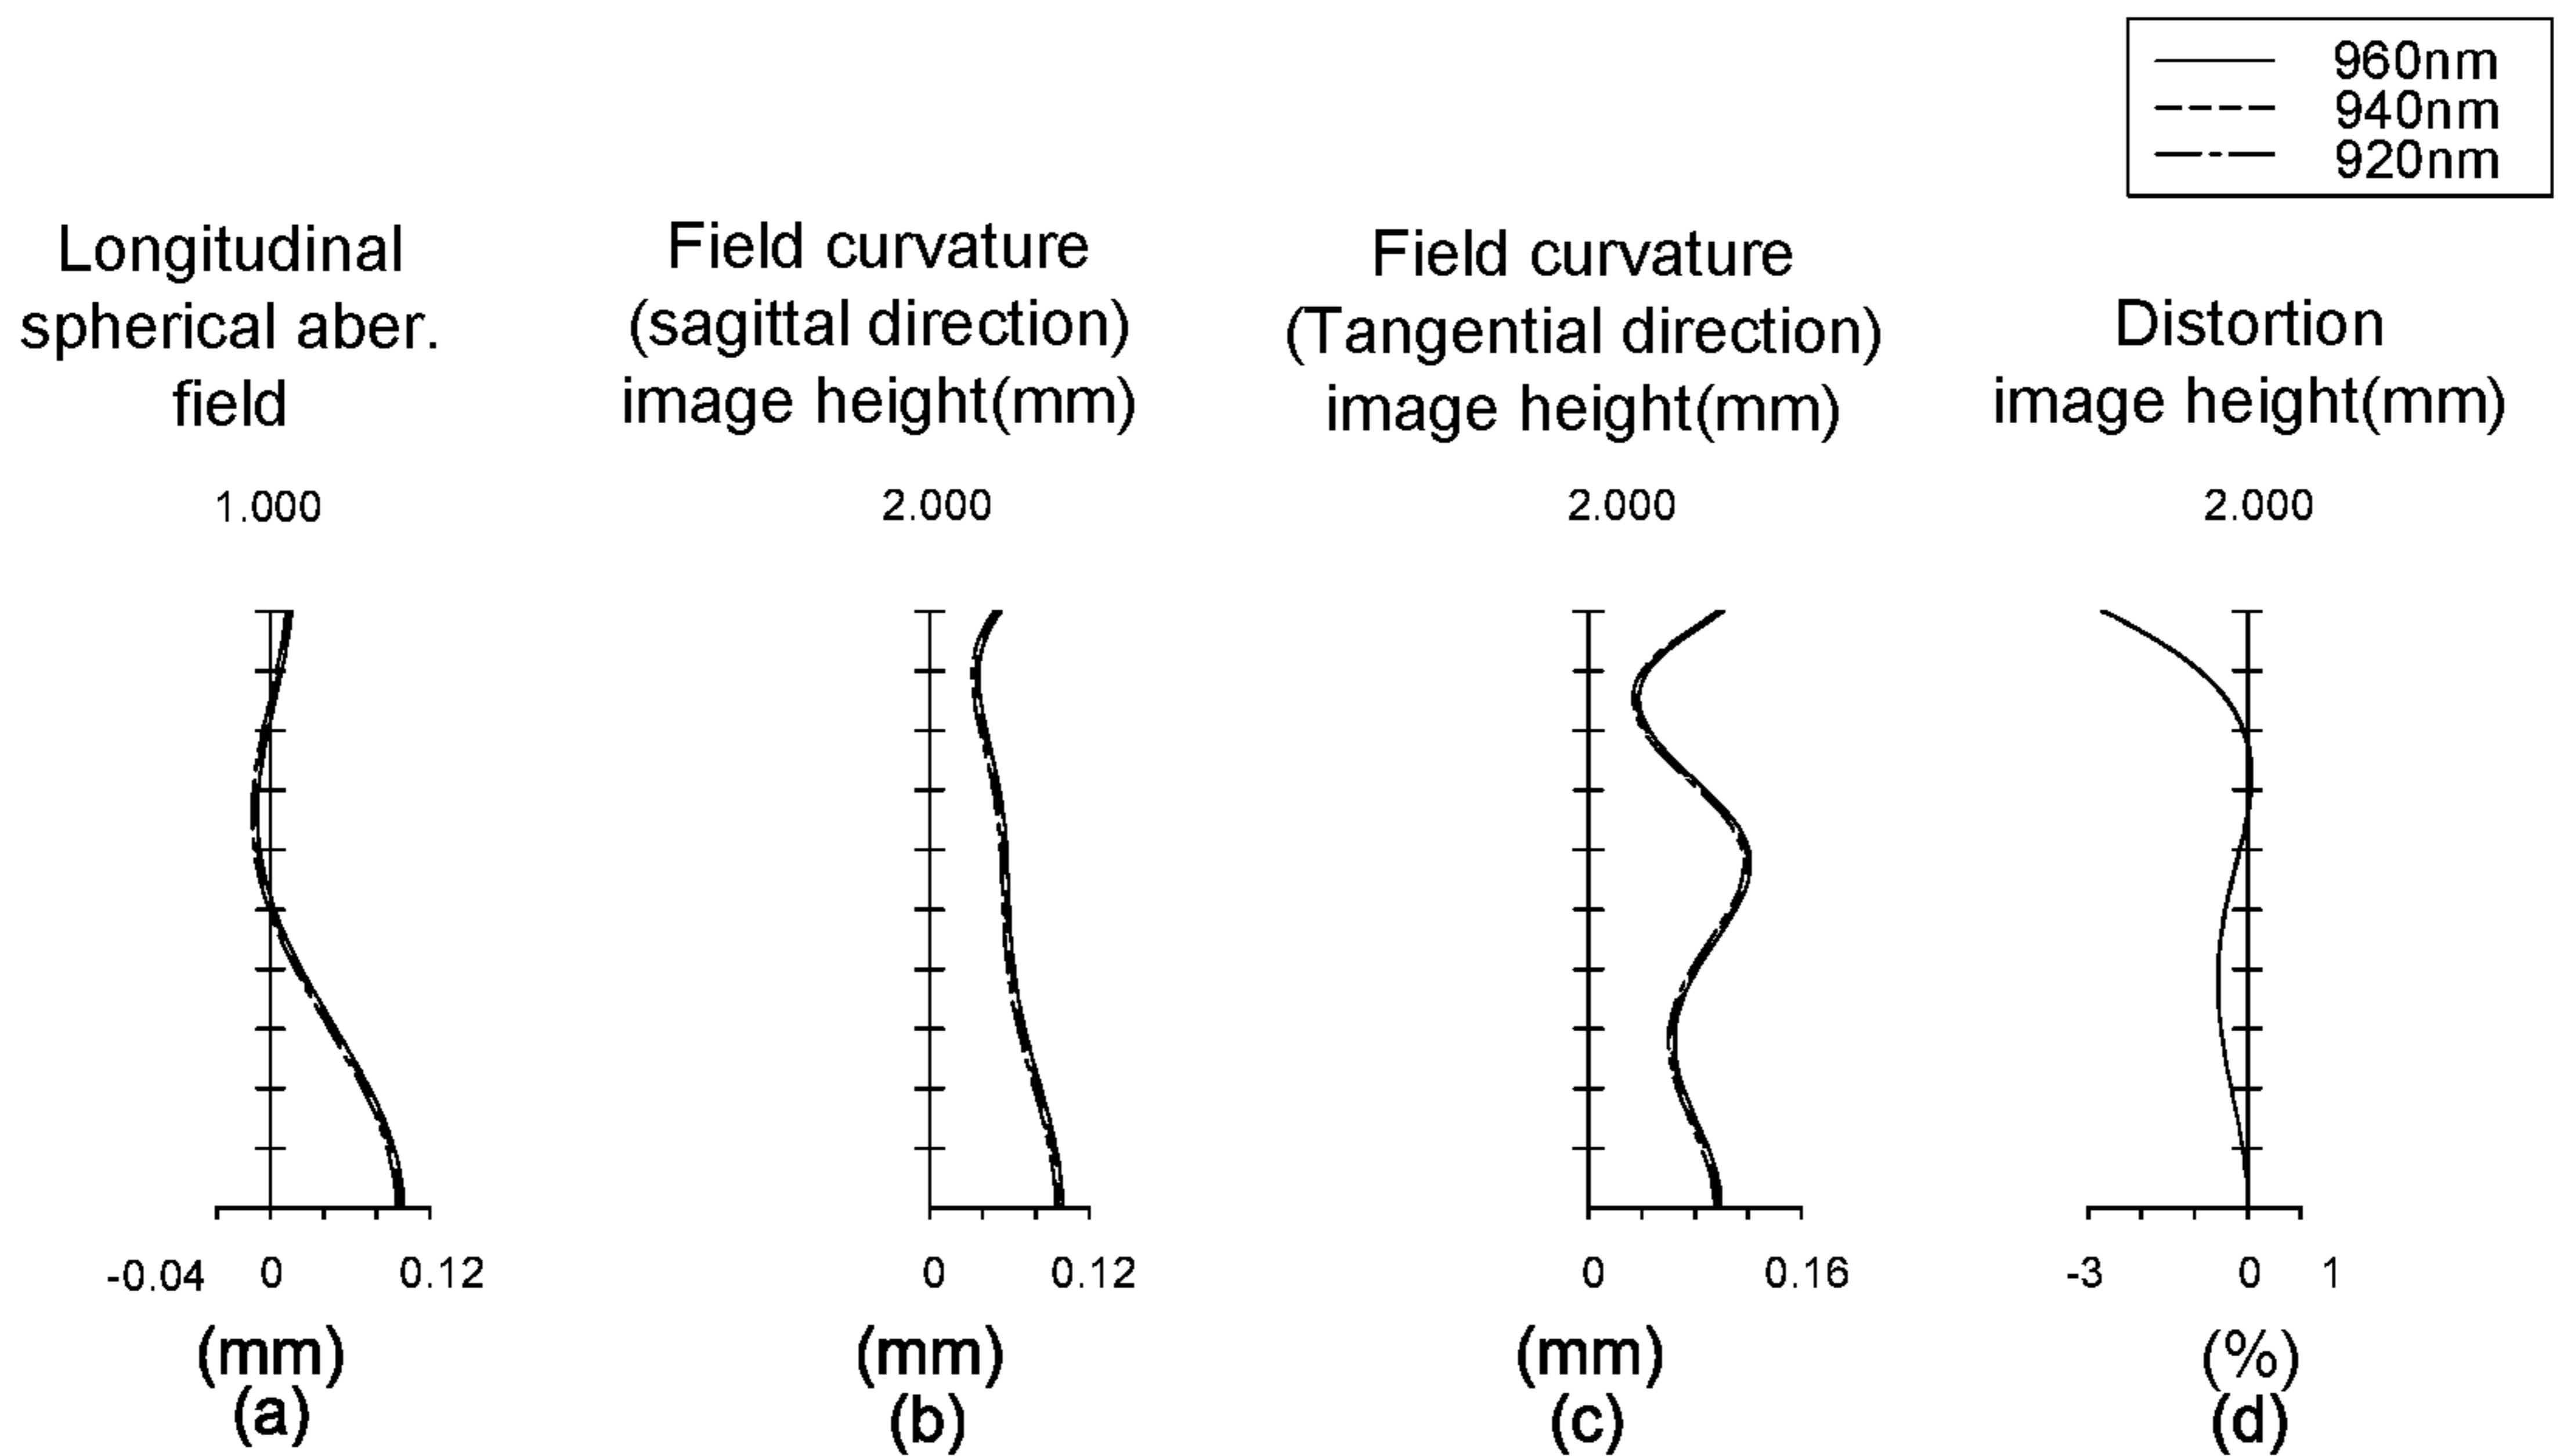 960nm
940nm
920nm
Longitudinal
spherical aber.
field
1.000
Field curvature
(sagittal direction)
image height(mm)
2.000
Field curvature
(Tangential direction)
image height(mm)
2.000
Distortion
image height(mm)
2.000
-0.04 0 0.12
(mm)
(a)
0 0.12
(mm)
(b)
0 0.16
(mm)
(c)
-3 0 1
(%)
(d)